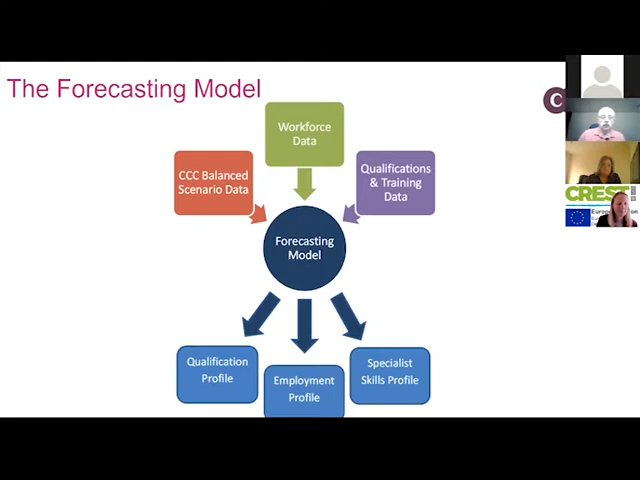 The Forecasting Model
C
Workforce
Data
CCC Balanced
Scenario Data
Qualifications
& Training
Data
Forecasting
Model
CREST
Qualification
Profile
Employment
Profile
Specialist
Skills Profile